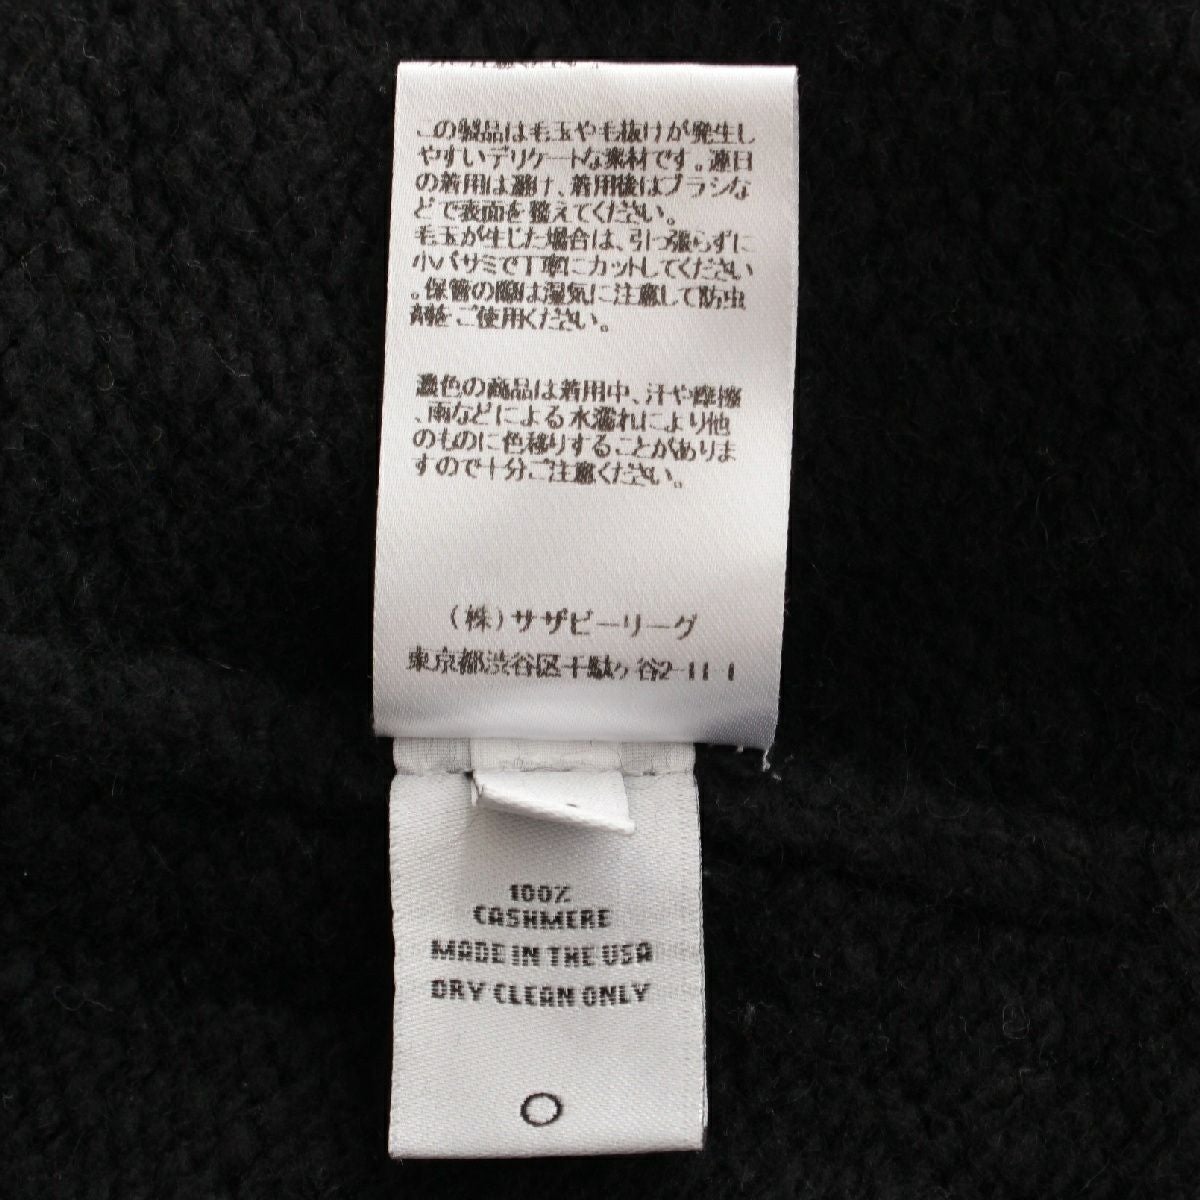 この製品は毛玉や毛抜けが発生し
やすいデリケートな素材です。連日
の着用は避け、着用後はブラシな
どで表面を整えてください。
毛玉が生じた場合は、引っ張らずに
小バサミで丁寧にカットしてください
。保管の際は湿気に注意して防虫
剤をご使用ください。
濃色の商品は着用中、汗や摩擦
、雨などによる水濡れにより他
のものに色移りすることがありま
すので十分ご注意ください。
(株)サザビーリーグ
東京都渋谷区千駄ヶ谷2-11-1
100%
CASHMERE
MADE IN THE USA
DRY CLEAN ONLY